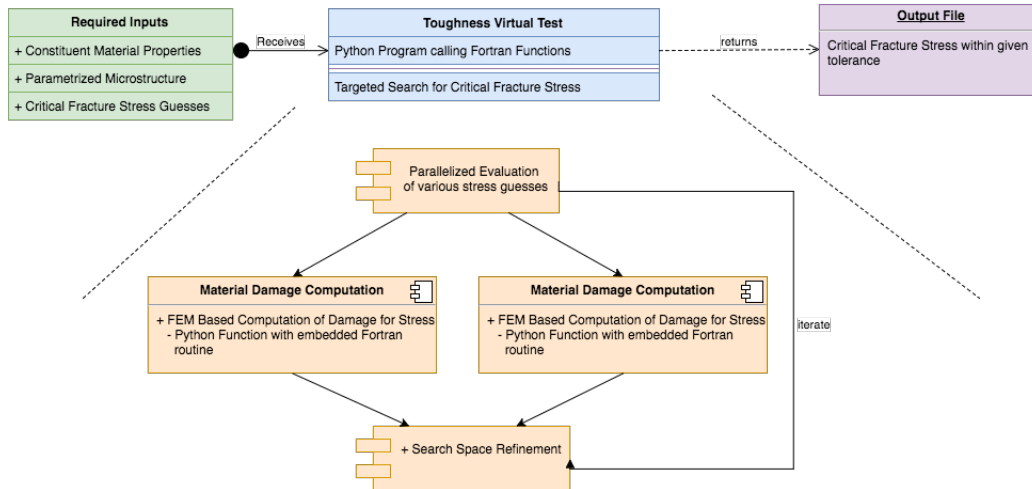 Required Inputs
+ Constituent Material Properties
+ Parametrized Microstructure
+ Critical Fracture Stress Guesses
Receives
Toughness Virtual Test
Python Program calling Fortran Functions
Targeted Search for Critical Fracture Stress
returns
Output File
Critical Fracture Stress within given
tolerance
Parallelized Evaluation
of various stress guesses
Material Damage Computation
+ FEM Based Computation of Damage for Stress
- Python Function with embedded Fortran
routine
Material Damage Computation
+ FEM Based Computation of Damage for Stress
- Python Function with embedded Fortran
routine
iterate
+ Search Space Refinement